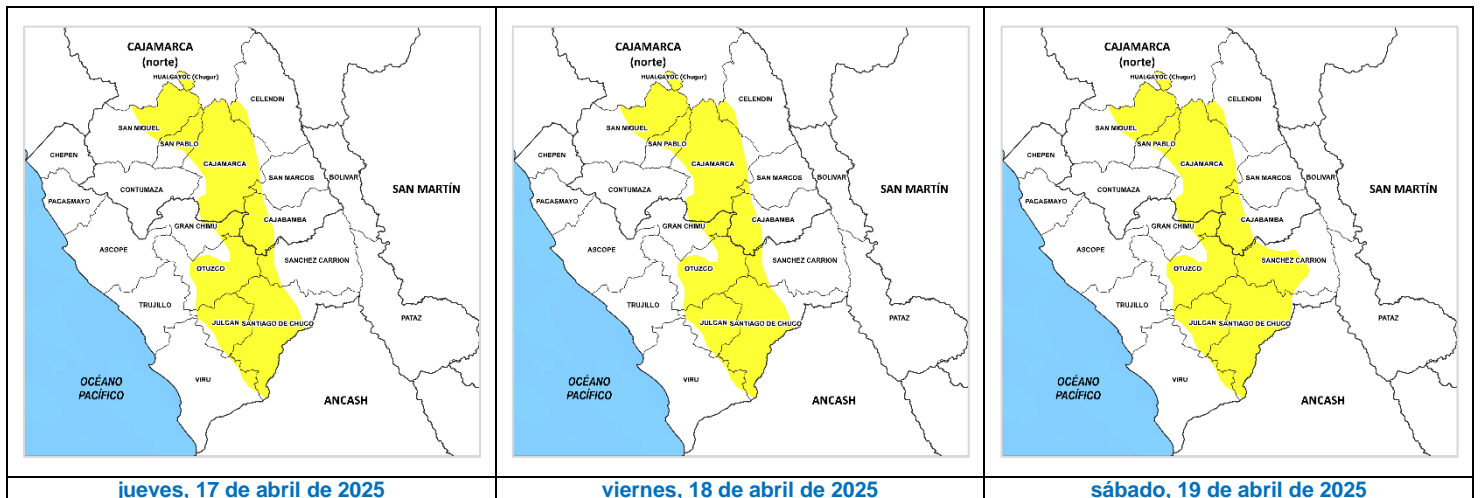 CAJAMARCA
(norte)
HUALGAYOC (Chugur)
CELENDIN
SAN MIGUEL
CHEPEN
SAN PABLO
CAJAMARCA
SAN MARCOS
BOLIVAR
SAN MARTÍN
CONTUMAZA
PACASMAYO
CAJABAMBA
GRAN CHIMU
ASCOPE
SANCHEZ CARRION
OTUZCO
TRUJILLO
PATAZ
JULCAN
SANTIAGO DE CHUCO
VIRU
OCÉANO
PACÍFICO
ANCASH
jueves, 17 de abril de 2025
CAJAMARCA
(norte)
HUALGAYOC (Chugur)
CELENDIN
SAN MIGUEL
CHEPEN
SAN PABLO
CAJAMARCA
SAN MARCOS
BOLIVAR
SAN MARTÍN
CONTUMAZA
PACASMAYO
CAJABAMBA
GRAN CHIMU
ASCOPE
SANCHEZ CARRION
OTUZCO
TRUJILLO
PATAZ
JULCAN
SANTIAGO DE CHUCO
VIRU
OCÉANO
PACÍFICO
ANCASH
viernes, 18 de abril de 2025
CAJAMARCA
(norte)
HUALGAYOC (Chugur)
CELENDIN
SAN MIGUEL
CHEPEN
SAN PABLO
CAJAMARCA
SAN MARCOS
BOLIVAR
SAN MARTÍN
CONTUMAZA
PACASMAYO
CAJABAMBA
GRAN CHIMU
ASCOPE
SANCHEZ CARRION
OTUZCO
TRUJILLO
PATAZ
JULCAN
SANTIAGO DE CHUCO
VIRU
OCÉANO
PACÍFICO
ANCASH
sábado, 19 de abril de 2025